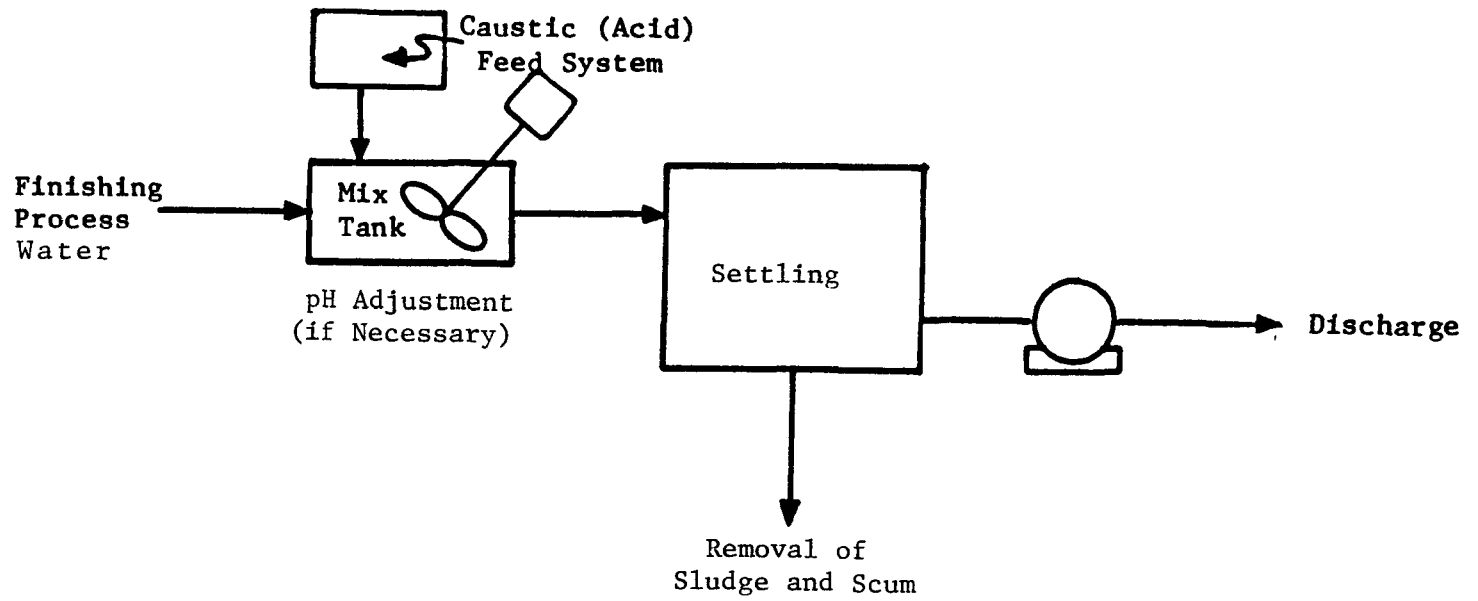 Caustic (Acid)
Feed System
Finishing
Process
Water
Mix
Tank
pH Adjustment
(if Necessary)
Settling
Discharge
Removal of
Sludge and Scum